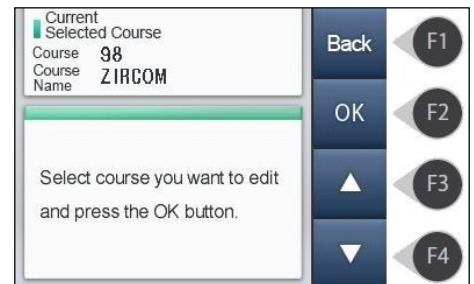 Current
Selected Course
Course 98
Course
Name ZIRCOM
Select course you want to edit
and press the OK button.
Back
F1
OK
F2
▲
F3
▼
F4